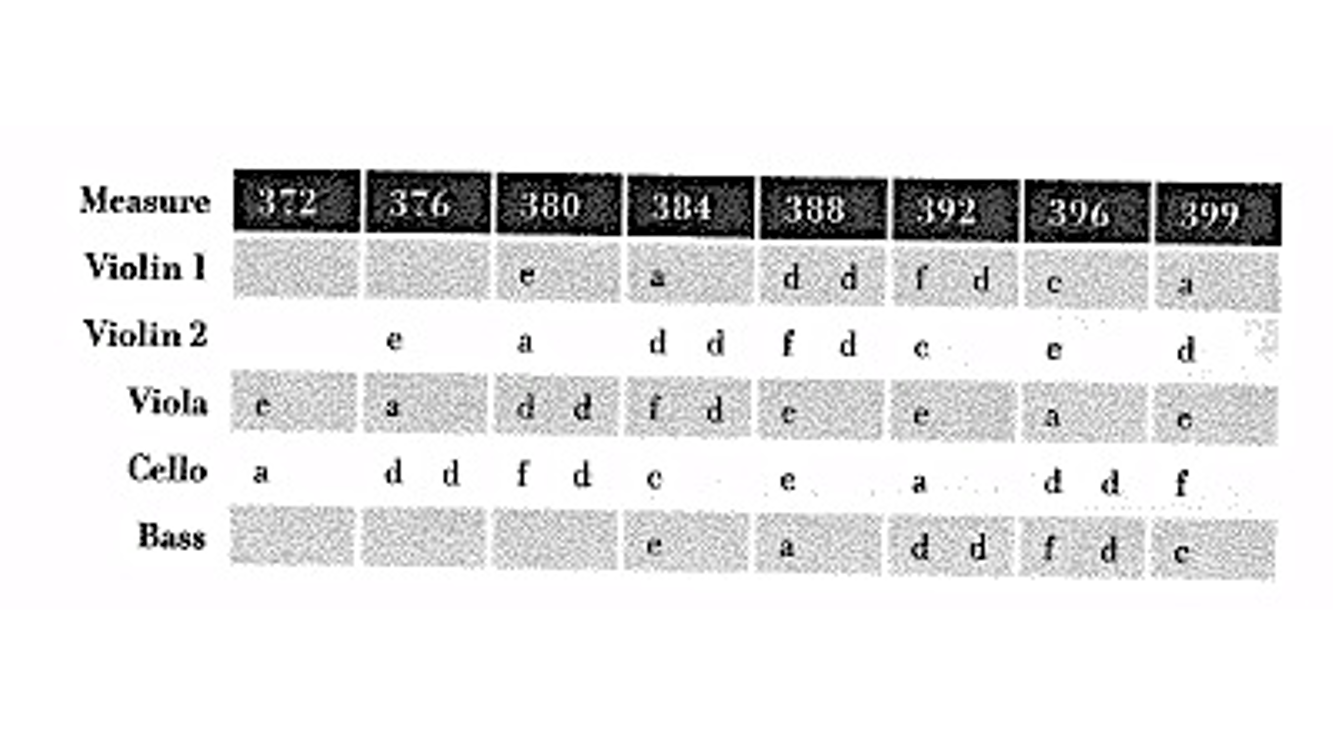 Measure 372 376 380 384 388 392 396 399
Violin 1 e a d d f d c a
Violin 2 e a d d f d c e d
Viola e a d d f d c e a e
Cello a d d f d c e a d d f
Bass e a d d f d c